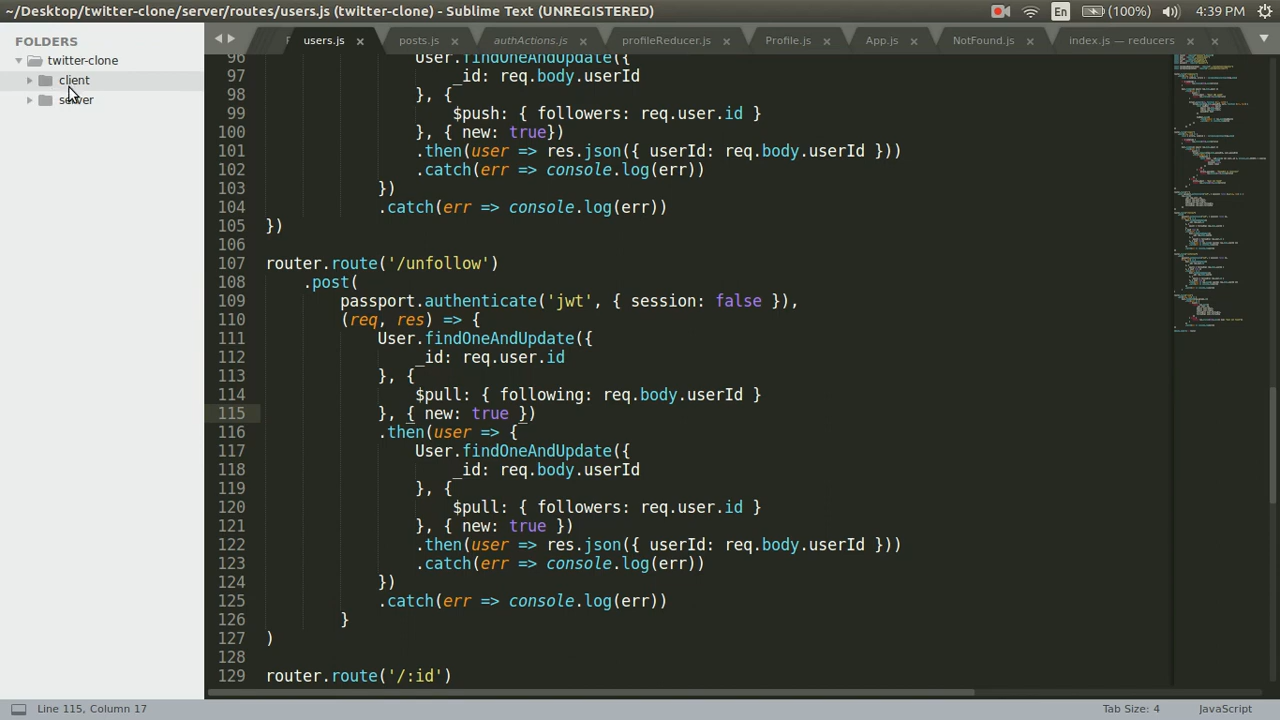 ~/Desktop/twitter-clone/server/routes/users.js (twitter-clone) - Sublime Text (UNREGISTERED)
En
(100%)
4:39 PM
FOLDERS
twitter-clone
client
server
users.js
posts.js
authActions.js
profileReducer.js
Profile.js
App.js
NotFound.js
index.js — reducers
96 User.findOneAndUpdate({
97 _id: req.body.userId
98 }, {
99 $push: { followers: req.user.id }
100 }, { new: true})
101 .then(user => res.json({ userId: req.body.userId }))
102 .catch(err => console.log(err))
103 })
104 .catch(err => console.log(err))
105 })
106
107 router.route('/unfollow')
108 .post(
109 passport.authenticate('jwt', { session: false }),
110 (req, res) => {
111 User.findOneAndUpdate({
112 _id: req.user.id
113 }, {
114 $pull: { following: req.body.userId }
115 }, { new: true })
116 .then(user => {
117 User.findOneAndUpdate({
118 _id: req.body.userId
119 }, {
120 $pull: { followers: req.user.id }
121 }, { new: true })
122 .then(user => res.json({ userId: req.body.userId }))
123 .catch(err => console.log(err))
124 })
125 .catch(err => console.log(err))
126 }
127 )
128
129 router.route('/:id')
Line 115, Column 17
Tab Size: 4
JavaScript